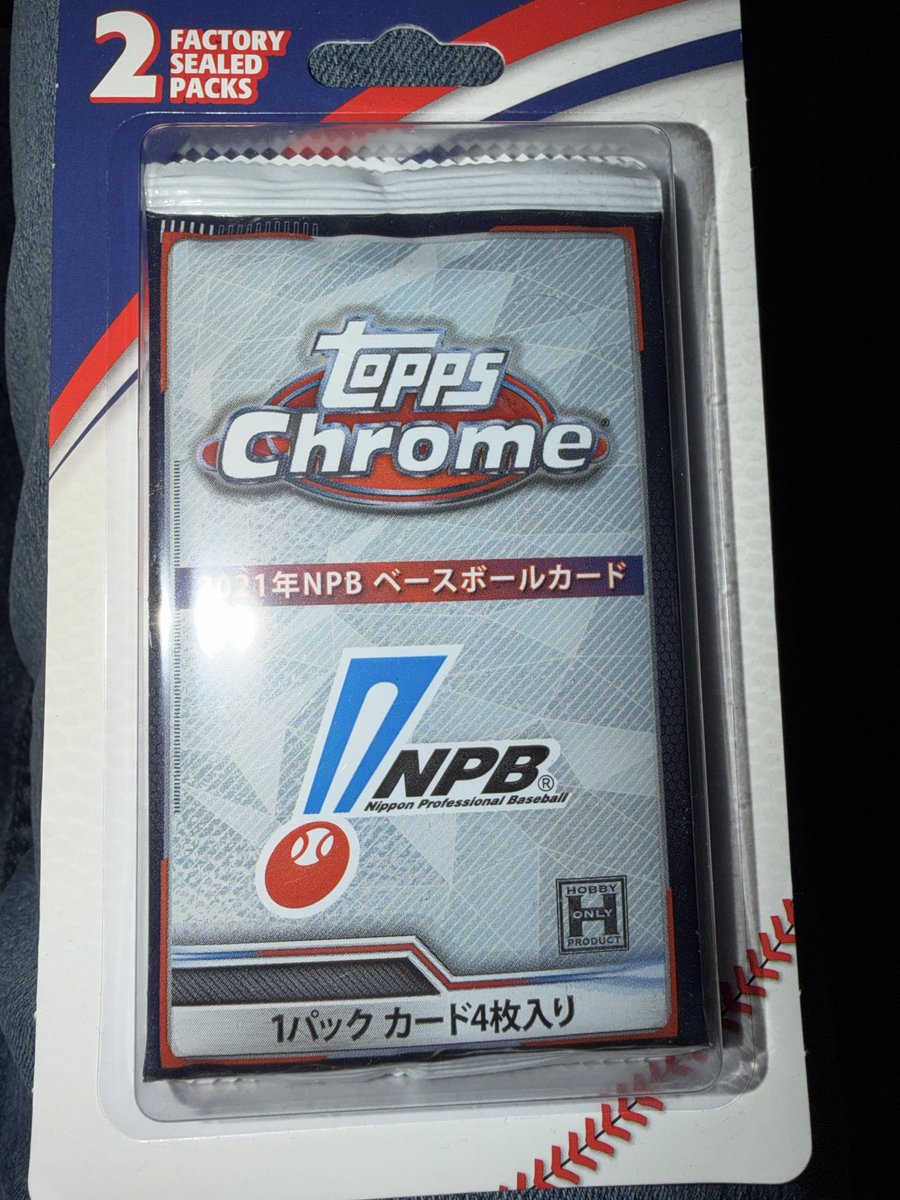 2 FACTORY
SEALED
PACKS
topps
Chrome®
2021年NPB ベースボールカード
NPB®
Nippon Professional Baseball
HOBBY
H
ONLY
PRODUCT
1パック カード4枚入り